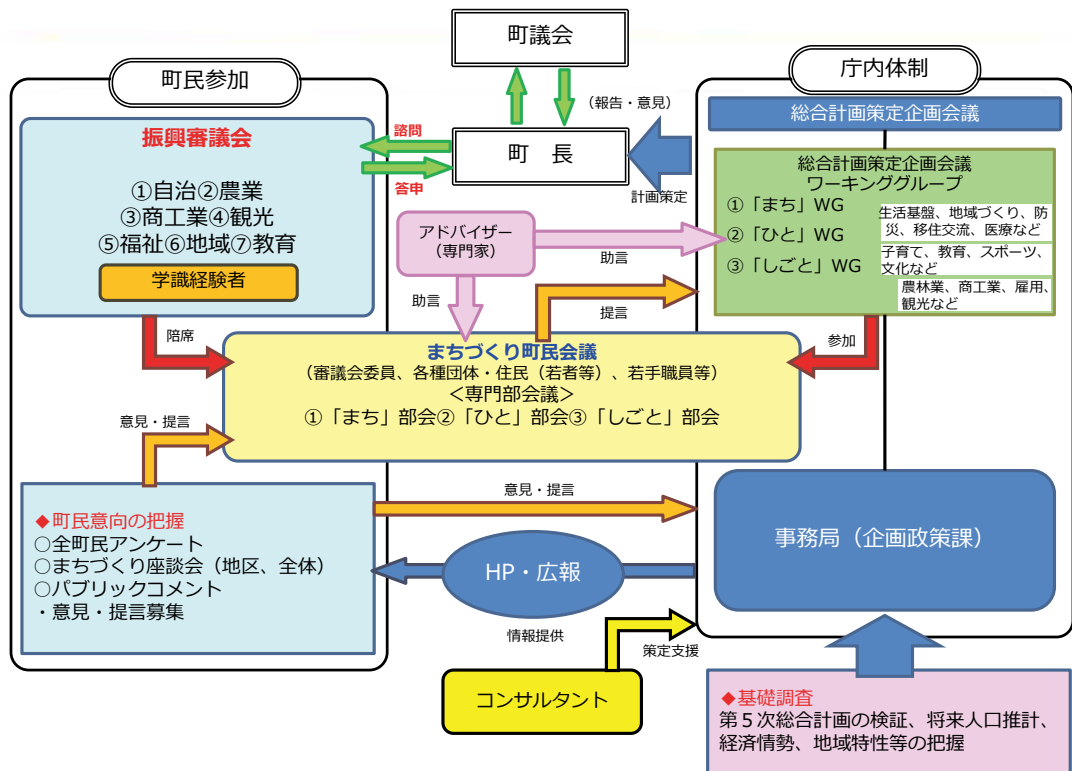 町議会
町民参加
庁内体制
(報告・意見)
総合計画策定企画会議
振興審議会
諮問
答申
町　長
計画策定
①自治②農業
③商工業④観光
⑤福祉⑥地域⑦教育
学識経験者
総合計画策定企画会議
ワーキンググループ
①「まち」WG
生活基盤、地域づくり、防
災、移住交流、医療など
②「ひと」WG
子育て、教育、スポーツ、
文化など
③「しごと」WG
農林業、商工業、雇用、
観光など
アドバイザー
(専門家)
助言
助言
提言
陪席
参加
まちづくり町民会議
(審議会委員、各種団体・住民（若者等）、若手職員等)
＜専門部会議＞
①「まち」部会②「ひと」部会③「しごと」部会
意見・提言
意見・提言
◆町民意向の把握
○全町民アンケート
○まちづくり座談会（地区、全体）
○パブリックコメント
・意見・提言募集
HP・広報
情報提供
事務局（企画政策課）
策定支援
コンサルタント
◆基礎調査
第５次総合計画の検証、将来人口推計、
経済情勢、地域特性等の把握